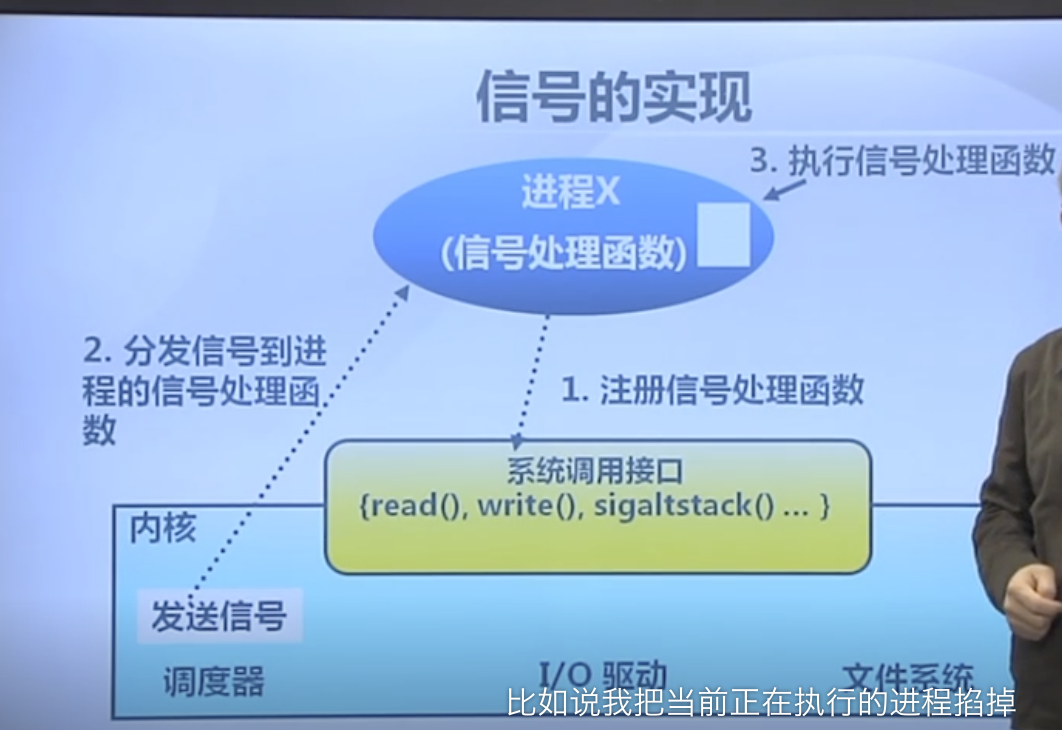 信号的实现
3. 执行信号处理函数
进程X
(信号处理函数)
2. 分发信号到进
程的信号处理函
数
1. 注册信号处理函数
系统调用接口
{read(), write(), sigaltstack() ... }
内核
发送信号
调度器
I/O 驱动
文件系统
比如说我把当前正在执行的进程掐掉